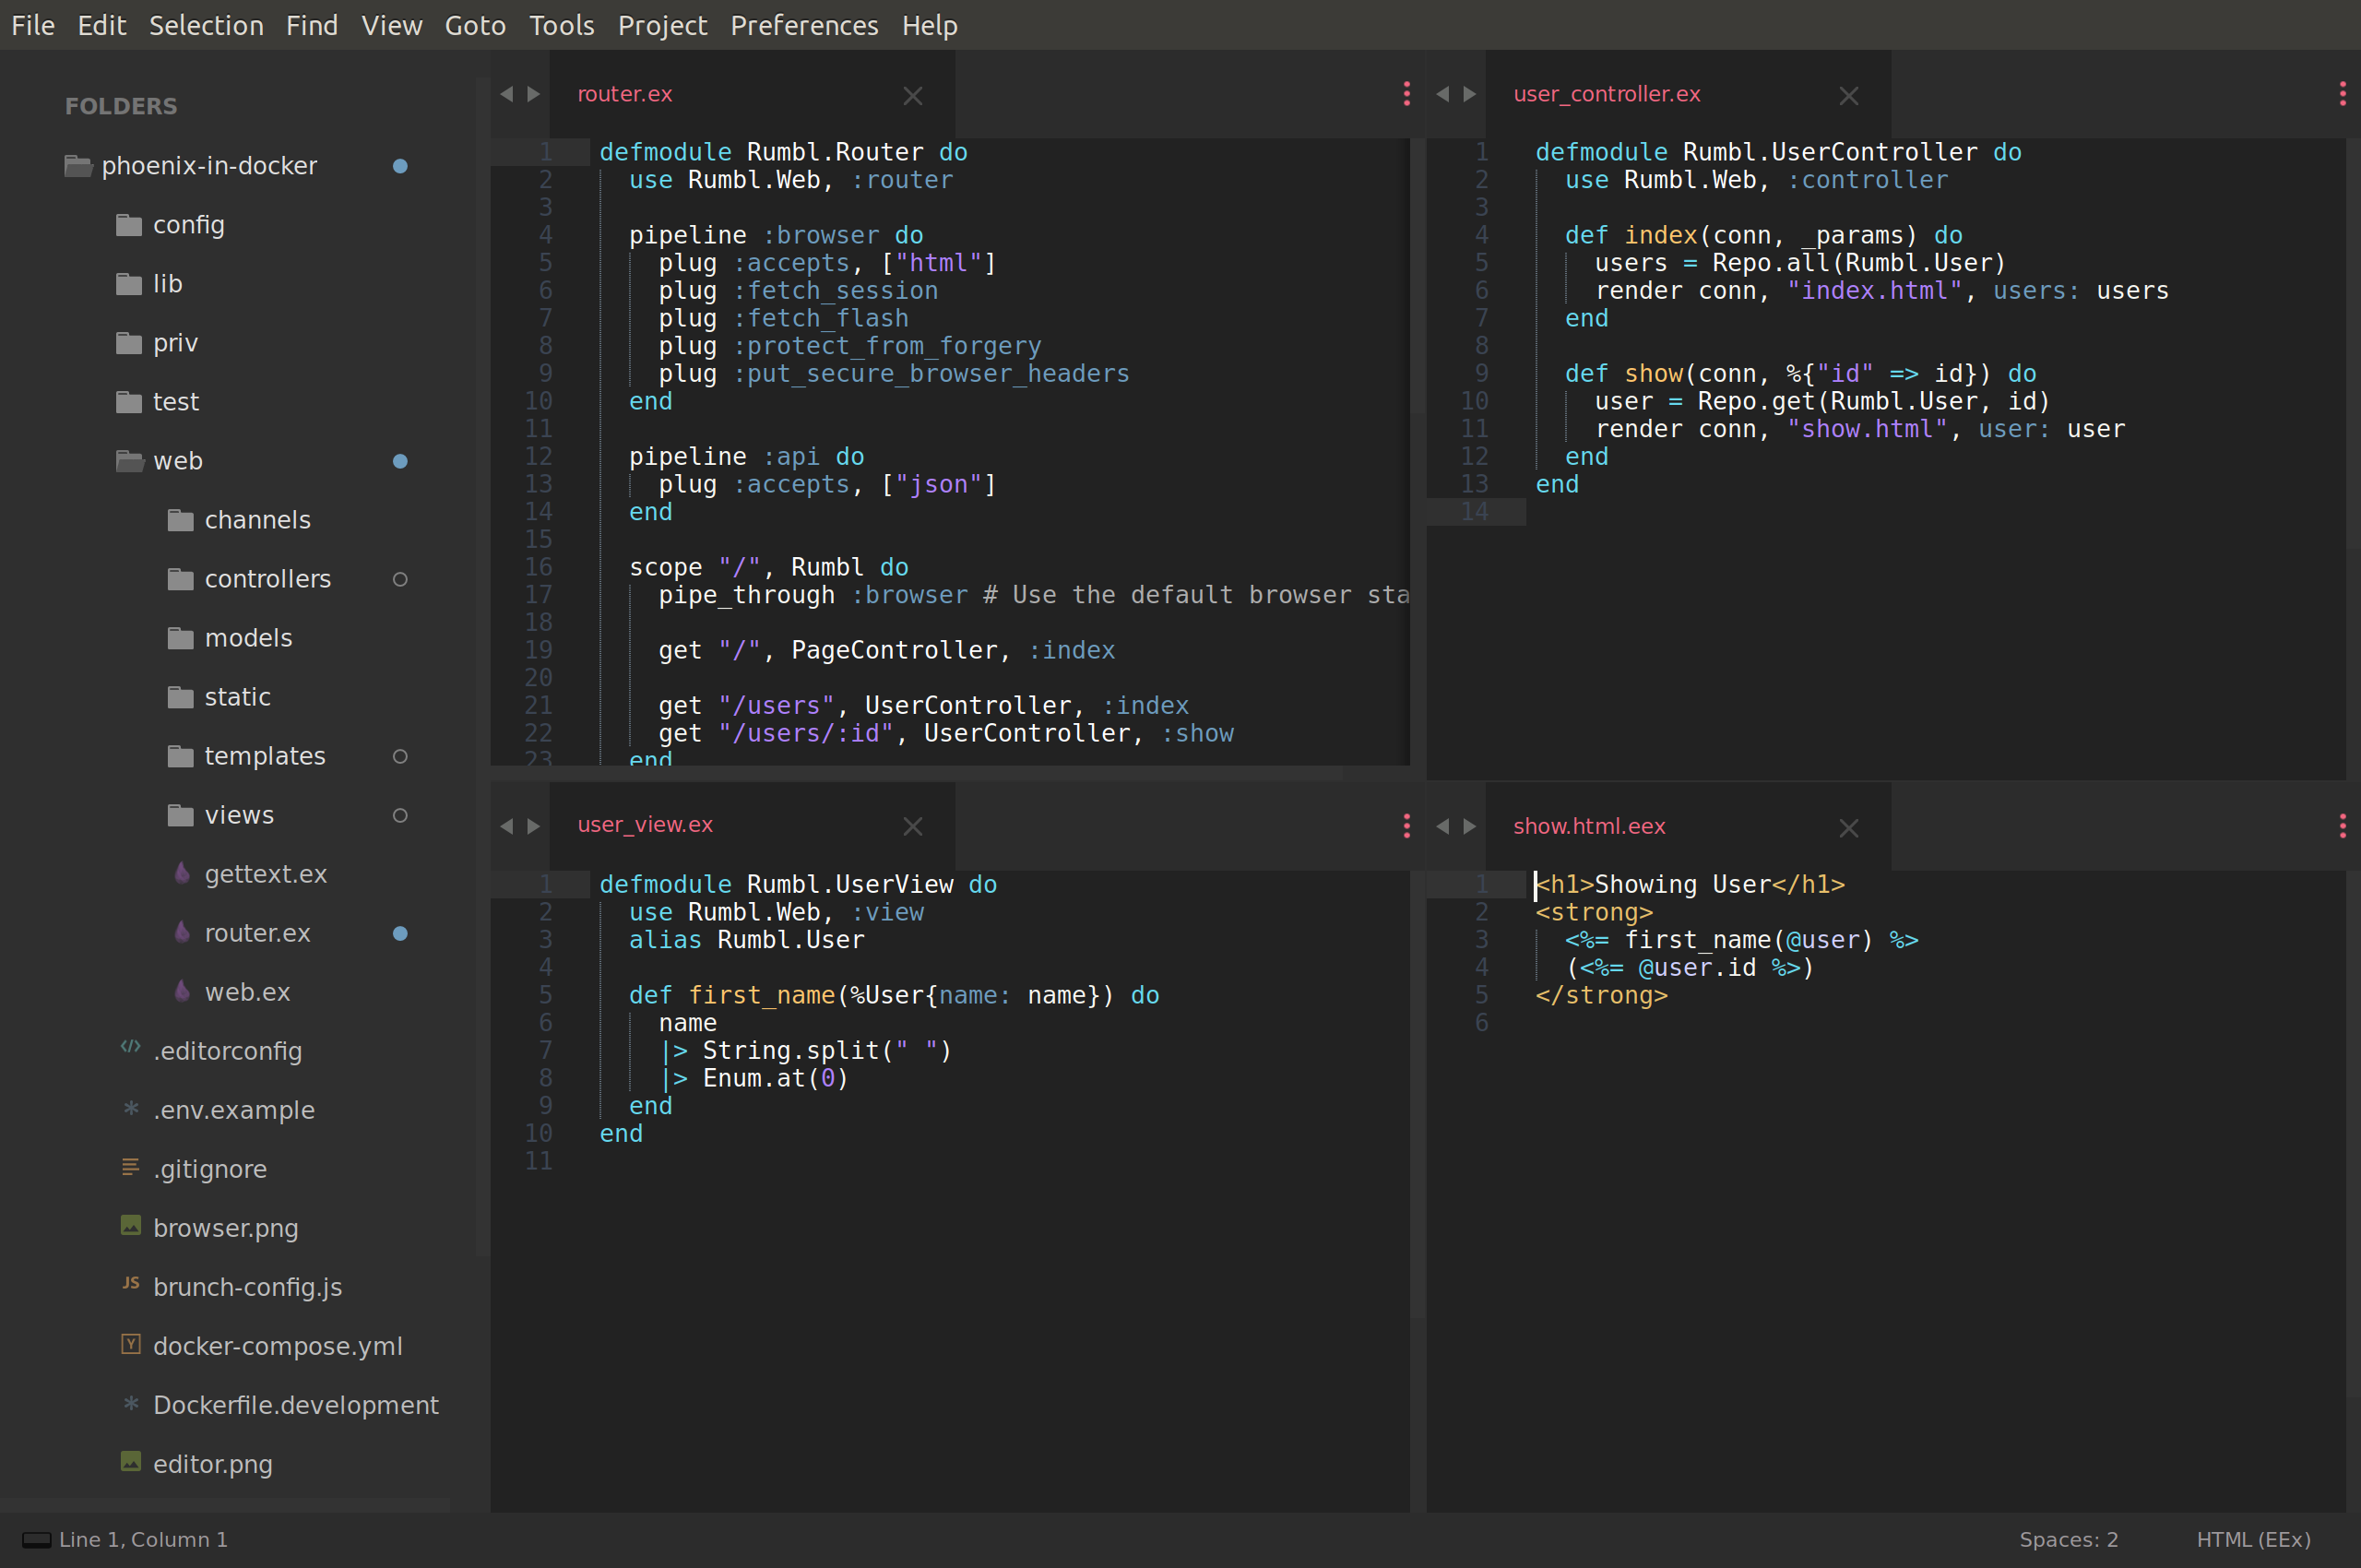 File Edit Selection Find View Goto Tools Project Preferences Help
FOLDERS
phoenix-in-docker
config
lib
priv
test
web
channels
controllers
models
static
templates
views
gettext.ex
router.ex
web.ex
.editorconfig
.env.example
.gitignore
browser.png
JS brunch-config.js
Y docker-compose.yml
* Dockerfile.development
editor.png
router.ex
1 defmodule Rumbl.Router do
2   use Rumbl.Web, :router
3
4   pipeline :browser do
5     plug :accepts, ["html"]
6     plug :fetch_session
7     plug :fetch_flash
8     plug :protect_from_forgery
9     plug :put_secure_browser_headers
10   end
11
12   pipeline :api do
13     plug :accepts, ["json"]
14   end
15
16   scope "/", Rumbl do
17     pipe_through :browser # Use the default browser sta
18
19     get "/", PageController, :index
20
21     get "/users", UserController, :index
22     get "/users/:id", UserController, :show
23   end
user_controller.ex
1 defmodule Rumbl.UserController do
2   use Rumbl.Web, :controller
3
4   def index(conn, _params) do
5     users = Repo.all(Rumbl.User)
6     render conn, "index.html", users: users
7   end
8
9   def show(conn, %{"id" => id}) do
10     user = Repo.get(Rumbl.User, id)
11     render conn, "show.html", user: user
12   end
13 end
14
user_view.ex
1 defmodule Rumbl.UserView do
2   use Rumbl.Web, :view
3   alias Rumbl.User
4
5   def first_name(%User{name: name}) do
6     name
7     |> String.split(" ")
8     |> Enum.at(0)
9   end
10 end
11
show.html.eex
1 <h1>Showing User</h1>
2 <strong>
3   <%= first_name(@user) %>
4   (<%= @user.id %>)
5 </strong>
6
Line 1, Column 1
Spaces: 2
HTML (EEx)